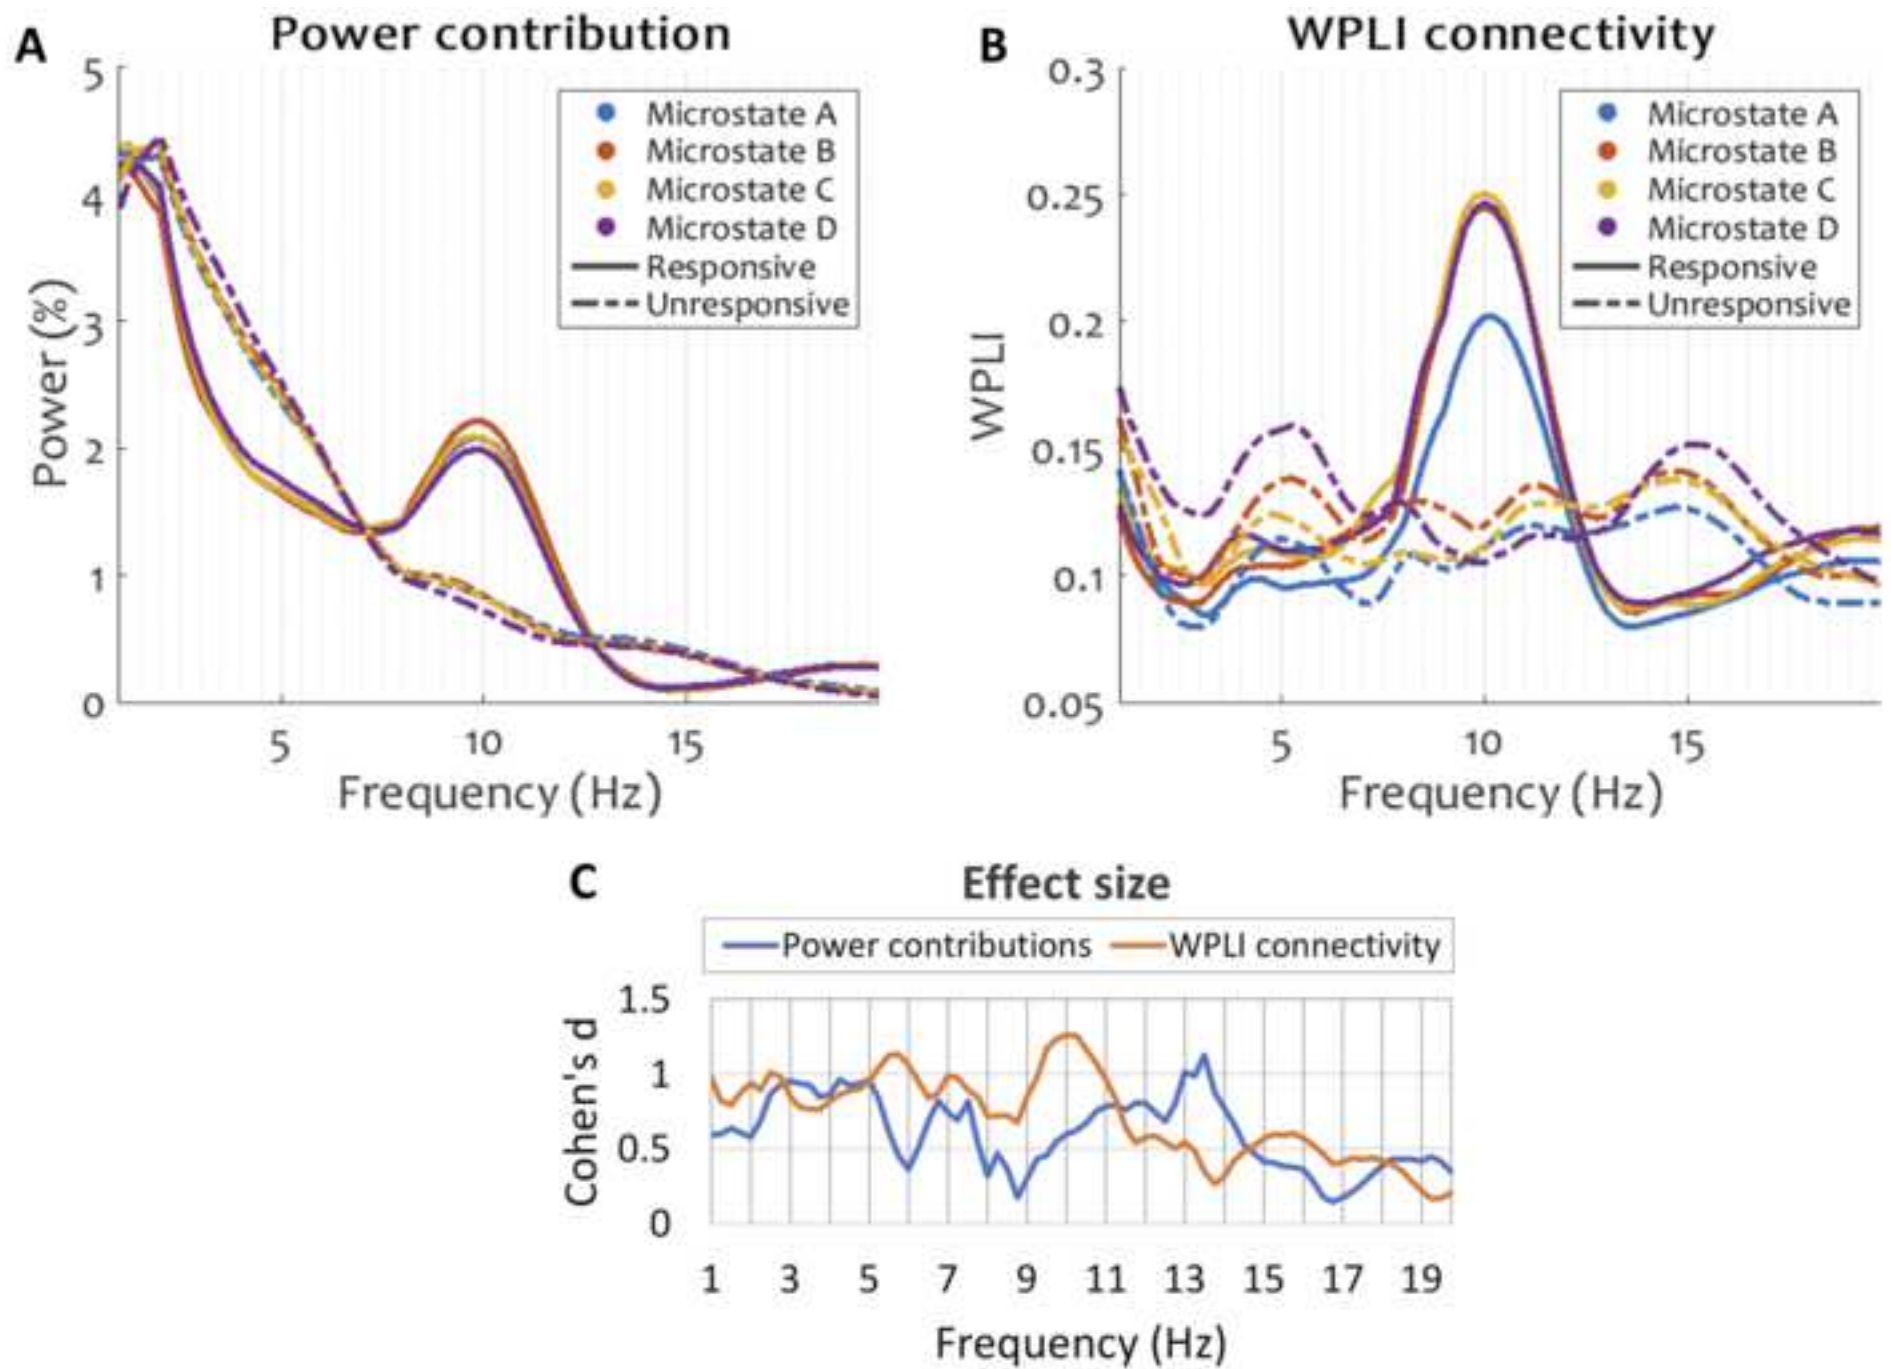 A
Power contribution
5
4
3
2
1
0
Power (%)
Microstate A
Microstate B
Microstate C
Microstate D
Responsive
Unresponsive
5 10 15
Frequency (Hz)
B
WPLI connectivity
0.3
0.25
0.2
0.15
0.1
0.05
WPLI
Microstate A
Microstate B
Microstate C
Microstate D
Responsive
Unresponsive
5 10 15
Frequency (Hz)
C
Effect size
Power contributions WPLI connectivity
1.5
1
0.5
0
Cohen's d
1 3 5 7 9 11 13 15 17 19
Frequency (Hz)